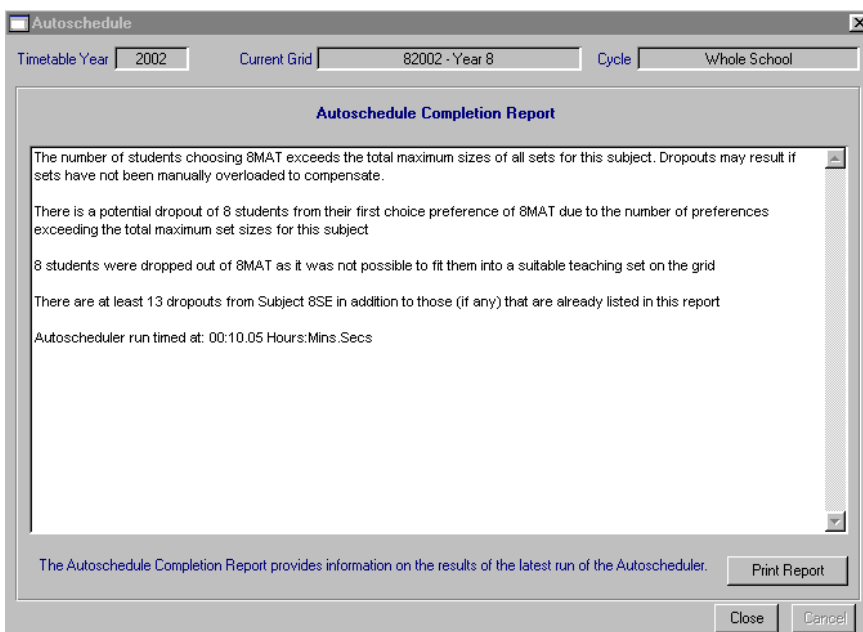 Autoschedule
Timetable Year 2002 Current Grid 82002 - Year 8 Cycle Whole School
Autoschedule Completion Report
The number of students choosing 8MAT exceeds the total maximum sizes of all sets for this subject. Dropouts may result if
sets have not been manually overloaded to compensate.
There is a potential dropout of 8 students from their first choice preference of 8MAT due to the number of preferences
exceeding the total maximum set sizes for this subject
8 students were dropped out of 8MAT as it was not possible to fit them into a suitable teaching set on the grid
There are at least 13 dropouts from Subject 8SE in addition to those (if any) that are already listed in this report
Autoscheduler run timed at: 00:10.05 Hours:Mins.Secs
The Autoschedule Completion Report provides information on the results of the latest run of the Autoscheduler.
Print Report
Close Cancel